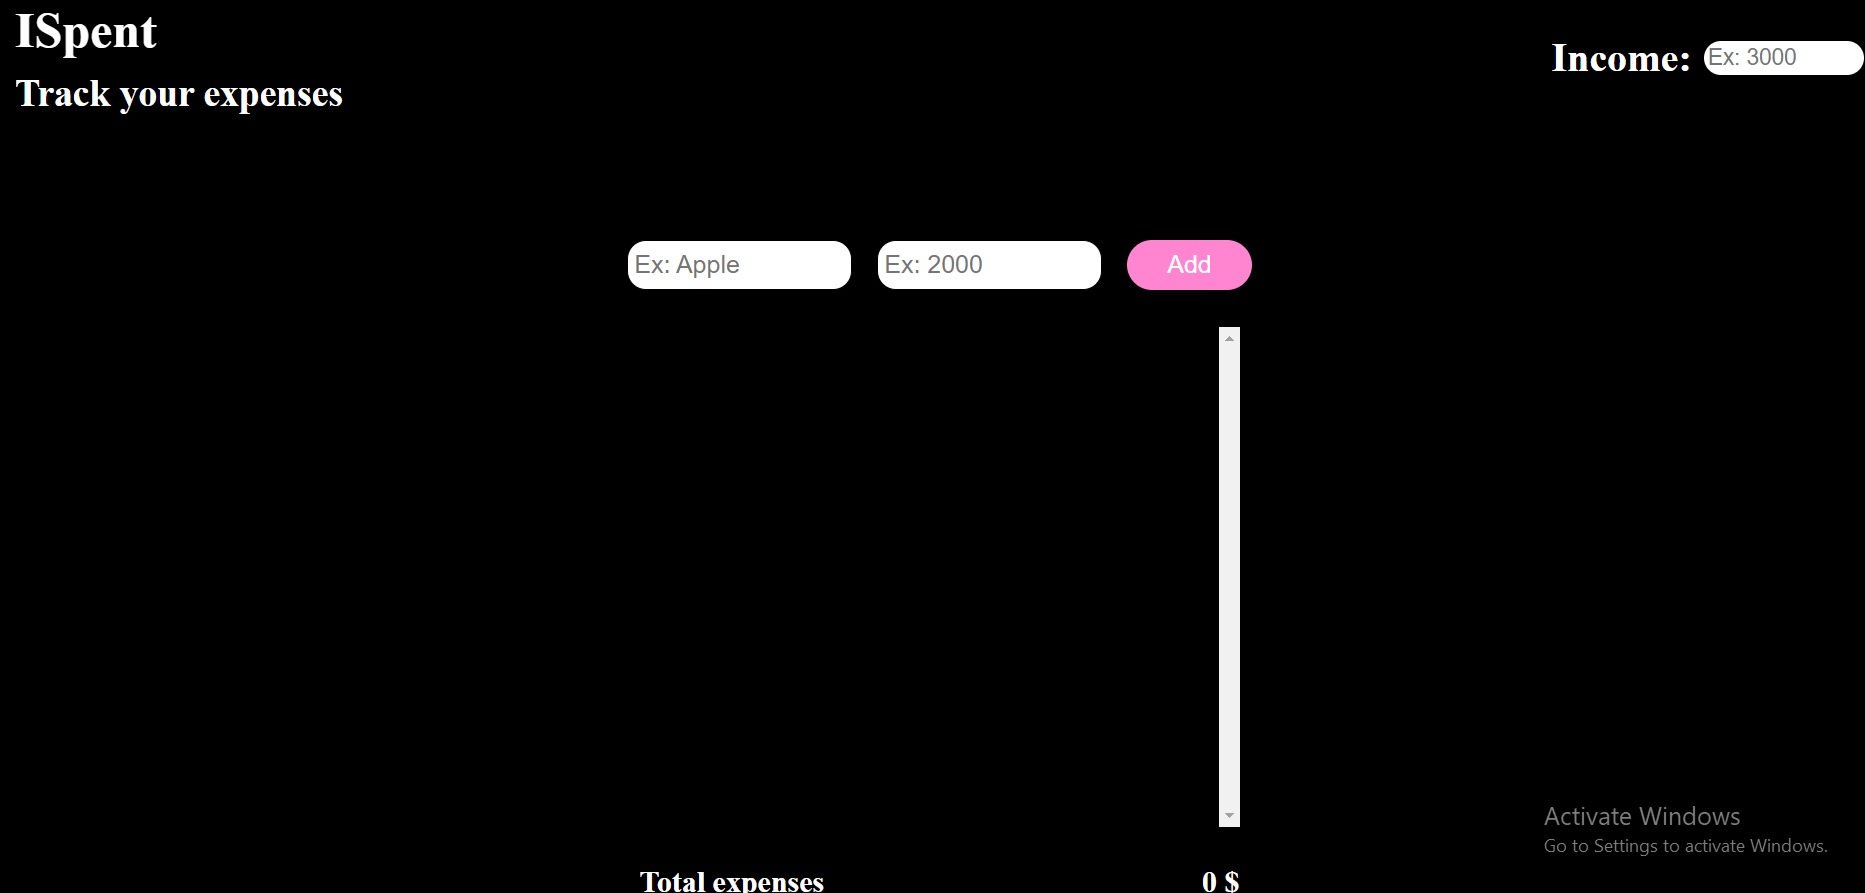 ISpent
Track your expenses
Income: Ex: 3000
Ex: Apple Ex: 2000 Add
Activate Windows
Go to Settings to activate Windows.
Total expenses 0 $